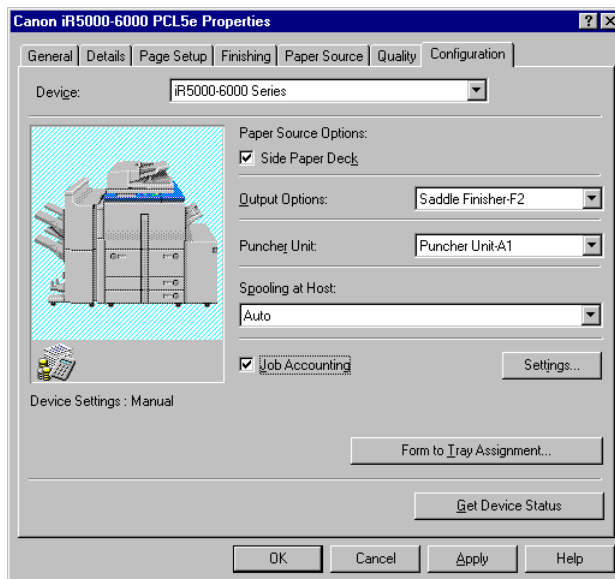 Canon iR5000-6000 PCL5e Properties
General Details Page Setup Finishing Paper Source Quality Configuration
Device: iR5000-6000 Series
Paper Source Options:
Side Paper Deck
Output Options: Saddle Finisher-F2
Puncher Unit: Puncher Unit-A1
Spooling at Host:
Auto
Job Accounting Settings...
Device Settings : Manual
Form to Tray Assignment...
Get Device Status
OK Cancel Apply Help